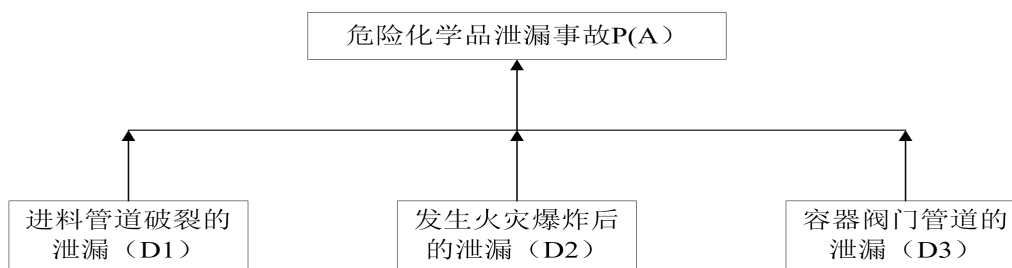 危险化学品泄漏事故P(A）
进料管道破裂的
泄漏（D1）
发生火灾爆炸后
的泄漏（D2）
容器阀门管道的
泄漏（D3）